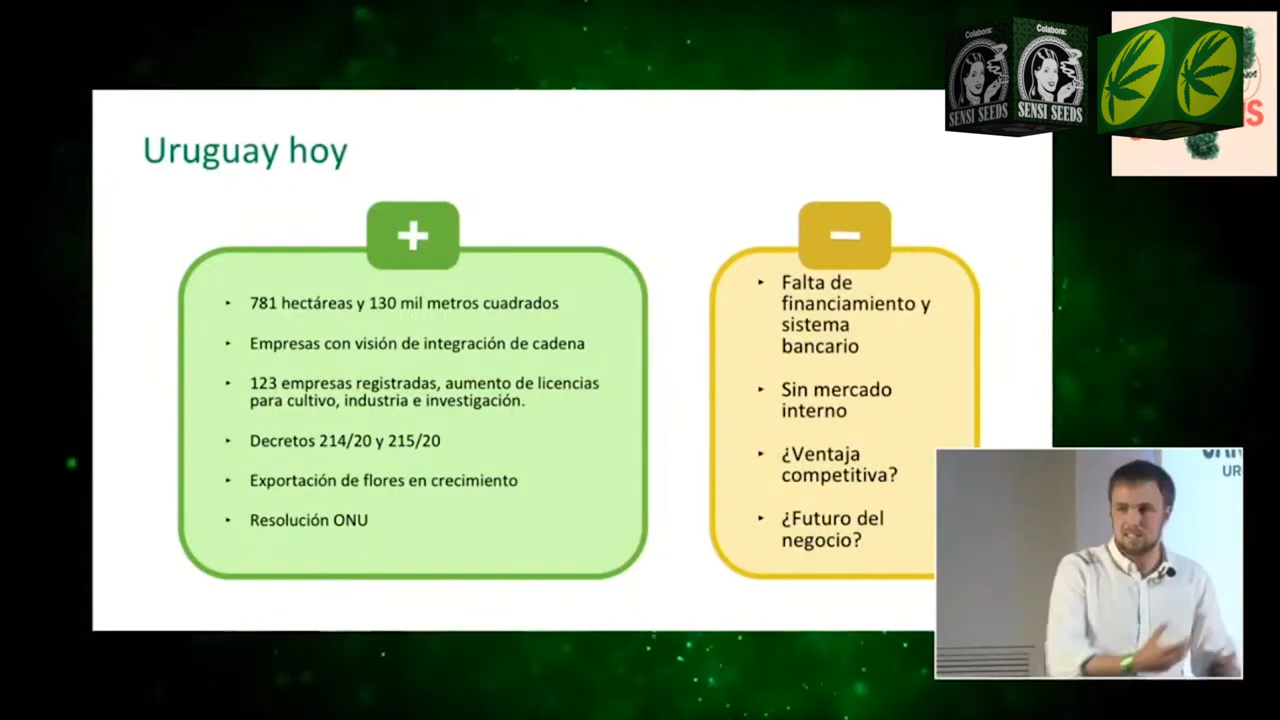 Colabora:
Colabora:
SENSI SEEDS
SENSI SEEDS
Uruguay hoy
+
−
‣ 781 hectáreas y 130 mil metros cuadrados
‣ Empresas con visión de integración de cadena
‣ 123 empresas registradas, aumento de licencias
para cultivo, industria e investigación.
‣ Decretos 214/20 y 215/20
‣ Exportación de flores en crecimiento
‣ Resolución ONU
‣ Falta de
financiamiento y
sistema
bancario
‣ Sin mercado
interno
‣ ¿Ventaja
competitiva?
‣ ¿Futuro del
negocio?
UR